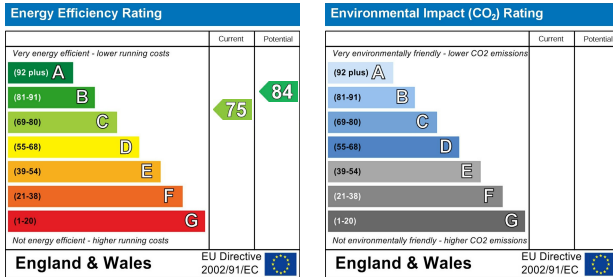 Energy Efficiency Rating
Current Potential
Very energy efficient - lower running costs
(92 plus) A
(81-91) B
(69-80) C
(55-68) D
(39-54) E
(21-38) F
(1-20) G
75
84
Not energy efficient - higher running costs
England & Wales
EU Directive
2002/91/EC
Environmental Impact (CO₂) Rating
Current Potential
Very environmentally friendly - lower CO2 emissions
(92 plus) A
(81-91) B
(69-80) C
(55-68) D
(39-54) E
(21-38) F
(1-20) G
Not environmentally friendly - higher CO2 emissions
England & Wales
EU Directive
2002/91/EC